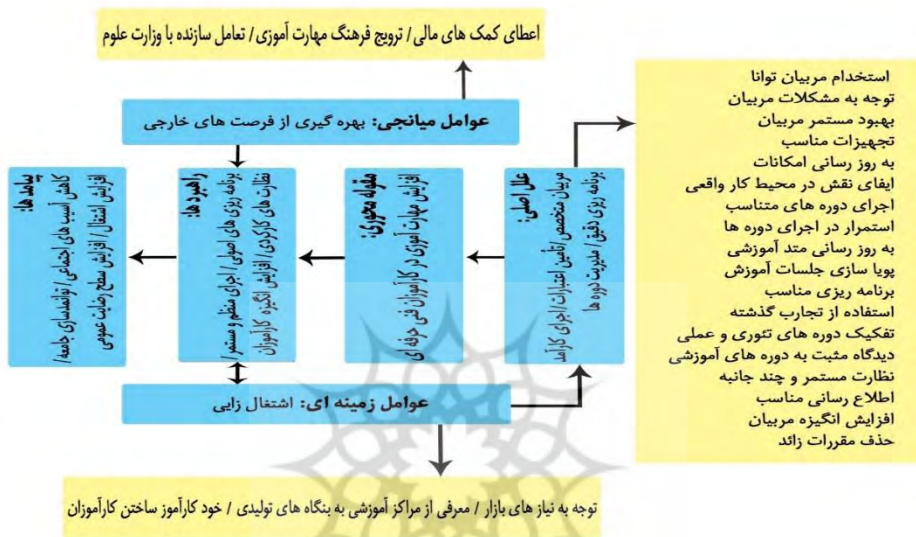 اعطای کمک های مالی/ ترویج فرهنگ مهارت آموزی/ تعامل سازنده با وزارت علوم
عوامل میانجی: بهره گیری از فرصت های خارجی
استخدام مربیان توانا
توجه به مشکلات مربیان
بهبود مستمر مربیان
تجهیزات مناسب
به روز رسانی امکانات
ایفای نقش در محیط کار واقعی
اجرای دوره های متناسب
استمرار در اجرای دوره ها
به روز رسانی متد آموزشی
پویا سازی جلسات آموزش
برنامه ریزی مناسب
استفاده از تجارب گذشته
تفکیک دوره های تئوری و عملی
دیدگاه مثبت به دوره های آموزشی
نظارت مستمر و چند جانبه
اطلاع رسانی مناسب
افزایش انگیزه مربیان
حذف مقررات زائد
علل اصلی:
مربیان متخصص/تأمین اعتبارات/اجرای کارآمد
برنامه ریزی دقیق/ مدیریت دوره ها
مقوله محوری:
افزایش مهارت آموزی در کارآموزان فنی حرفه ای
راهبردها:
برنامه ریزی های اصولی/ اجرای منظم و مستمر/
نظارت های کارکردی/ افزایش انگیزه کارآموزان
پیامدها:
کاهش آسیب های اجتماعی/ توانمندسازی جامعه/
افزایش اشتغال/ افزایش سطح رضایت عمومی
عوامل زمینه ای: اشتغال زایی
توجه به نیاز های بازار / معرفی از مراکز آموزشی به بنگاه های تولیدی / خود کارآموز ساختن کارآموزان